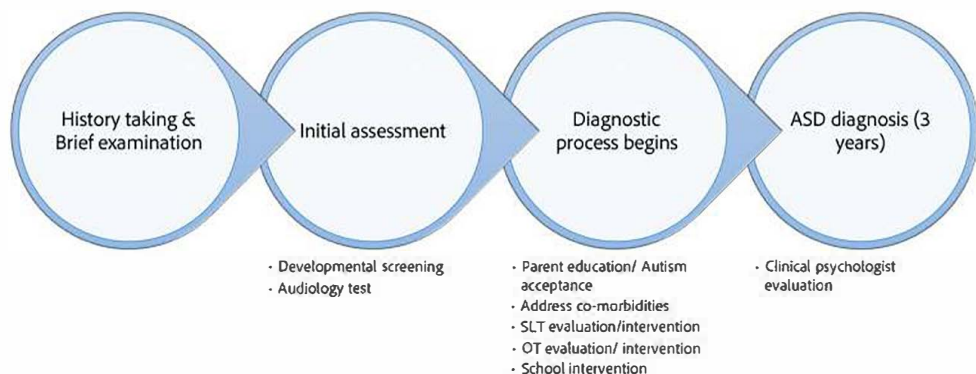 History taking &
Brief examination
Initial assessment
Diagnostic
process begins
ASD diagnosis (3
years)
· Developmental screening
· Audiology test
· Parent education/ Autism
acceptance
· Address co-morbidities
· SLT evaluation/intervention
· OT evaluation/ intervention
· School intervention
· Clinical psychologist
evaluation